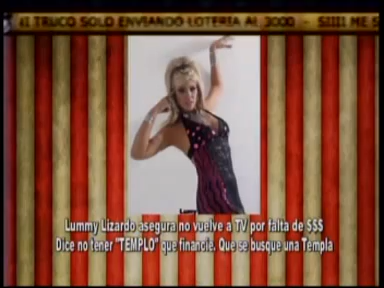 NI TRUCO SOLO ENVIANDO LOTERIA AL 3000 - SIIII ME S
Lummy Lizardo asegura no vuelve a TV por falta de $$$
Dice no tener "TEMPLO" que financie. Que se busque una Templa